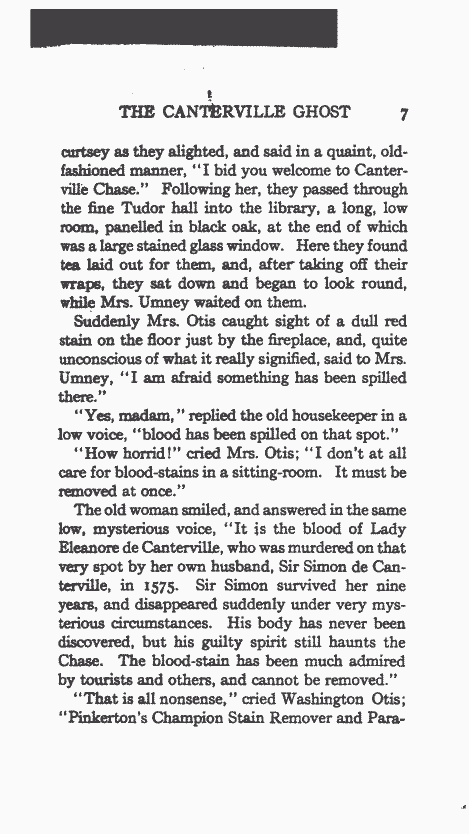 THE CANTERVILLE GHOST 7
curtsey as they alighted, and said in a quaint, old-
fashioned manner, "I bid you welcome to Canter-
ville Chase." Following her, they passed through
the fine Tudor hall into the library, a long, low
room, panelled in black oak, at the end of which
was a large stained glass window. Here they found
tea laid out for them, and, after taking off their
wraps, they sat down and began to look round,
while Mrs. Umney waited on them.
Suddenly Mrs. Otis caught sight of a dull red
stain on the floor just by the fireplace, and, quite
unconscious of what it really signified, said to Mrs.
Umney, "I am afraid something has been spilled
there."
"Yes, madam," replied the old housekeeper in a
low voice, "blood has been spilled on that spot."
"How horrid!" cried Mrs. Otis; "I don't at all
care for blood-stains in a sitting-room. It must be
removed at once."
The old woman smiled, and answered in the same
low, mysterious voice, "It is the blood of Lady
Eleanore de Canterville, who was murdered on that
very spot by her own husband, Sir Simon de Can-
terville, in 1575. Sir Simon survived her nine
years, and disappeared suddenly under very mys-
terious circumstances. His body has never been
discovered, but his guilty spirit still haunts the
Chase. The blood-stain has been much admired
by tourists and others, and cannot be removed."
"That is all nonsense," cried Washington Otis;
"Pinkerton's Champion Stain Remover and Para-